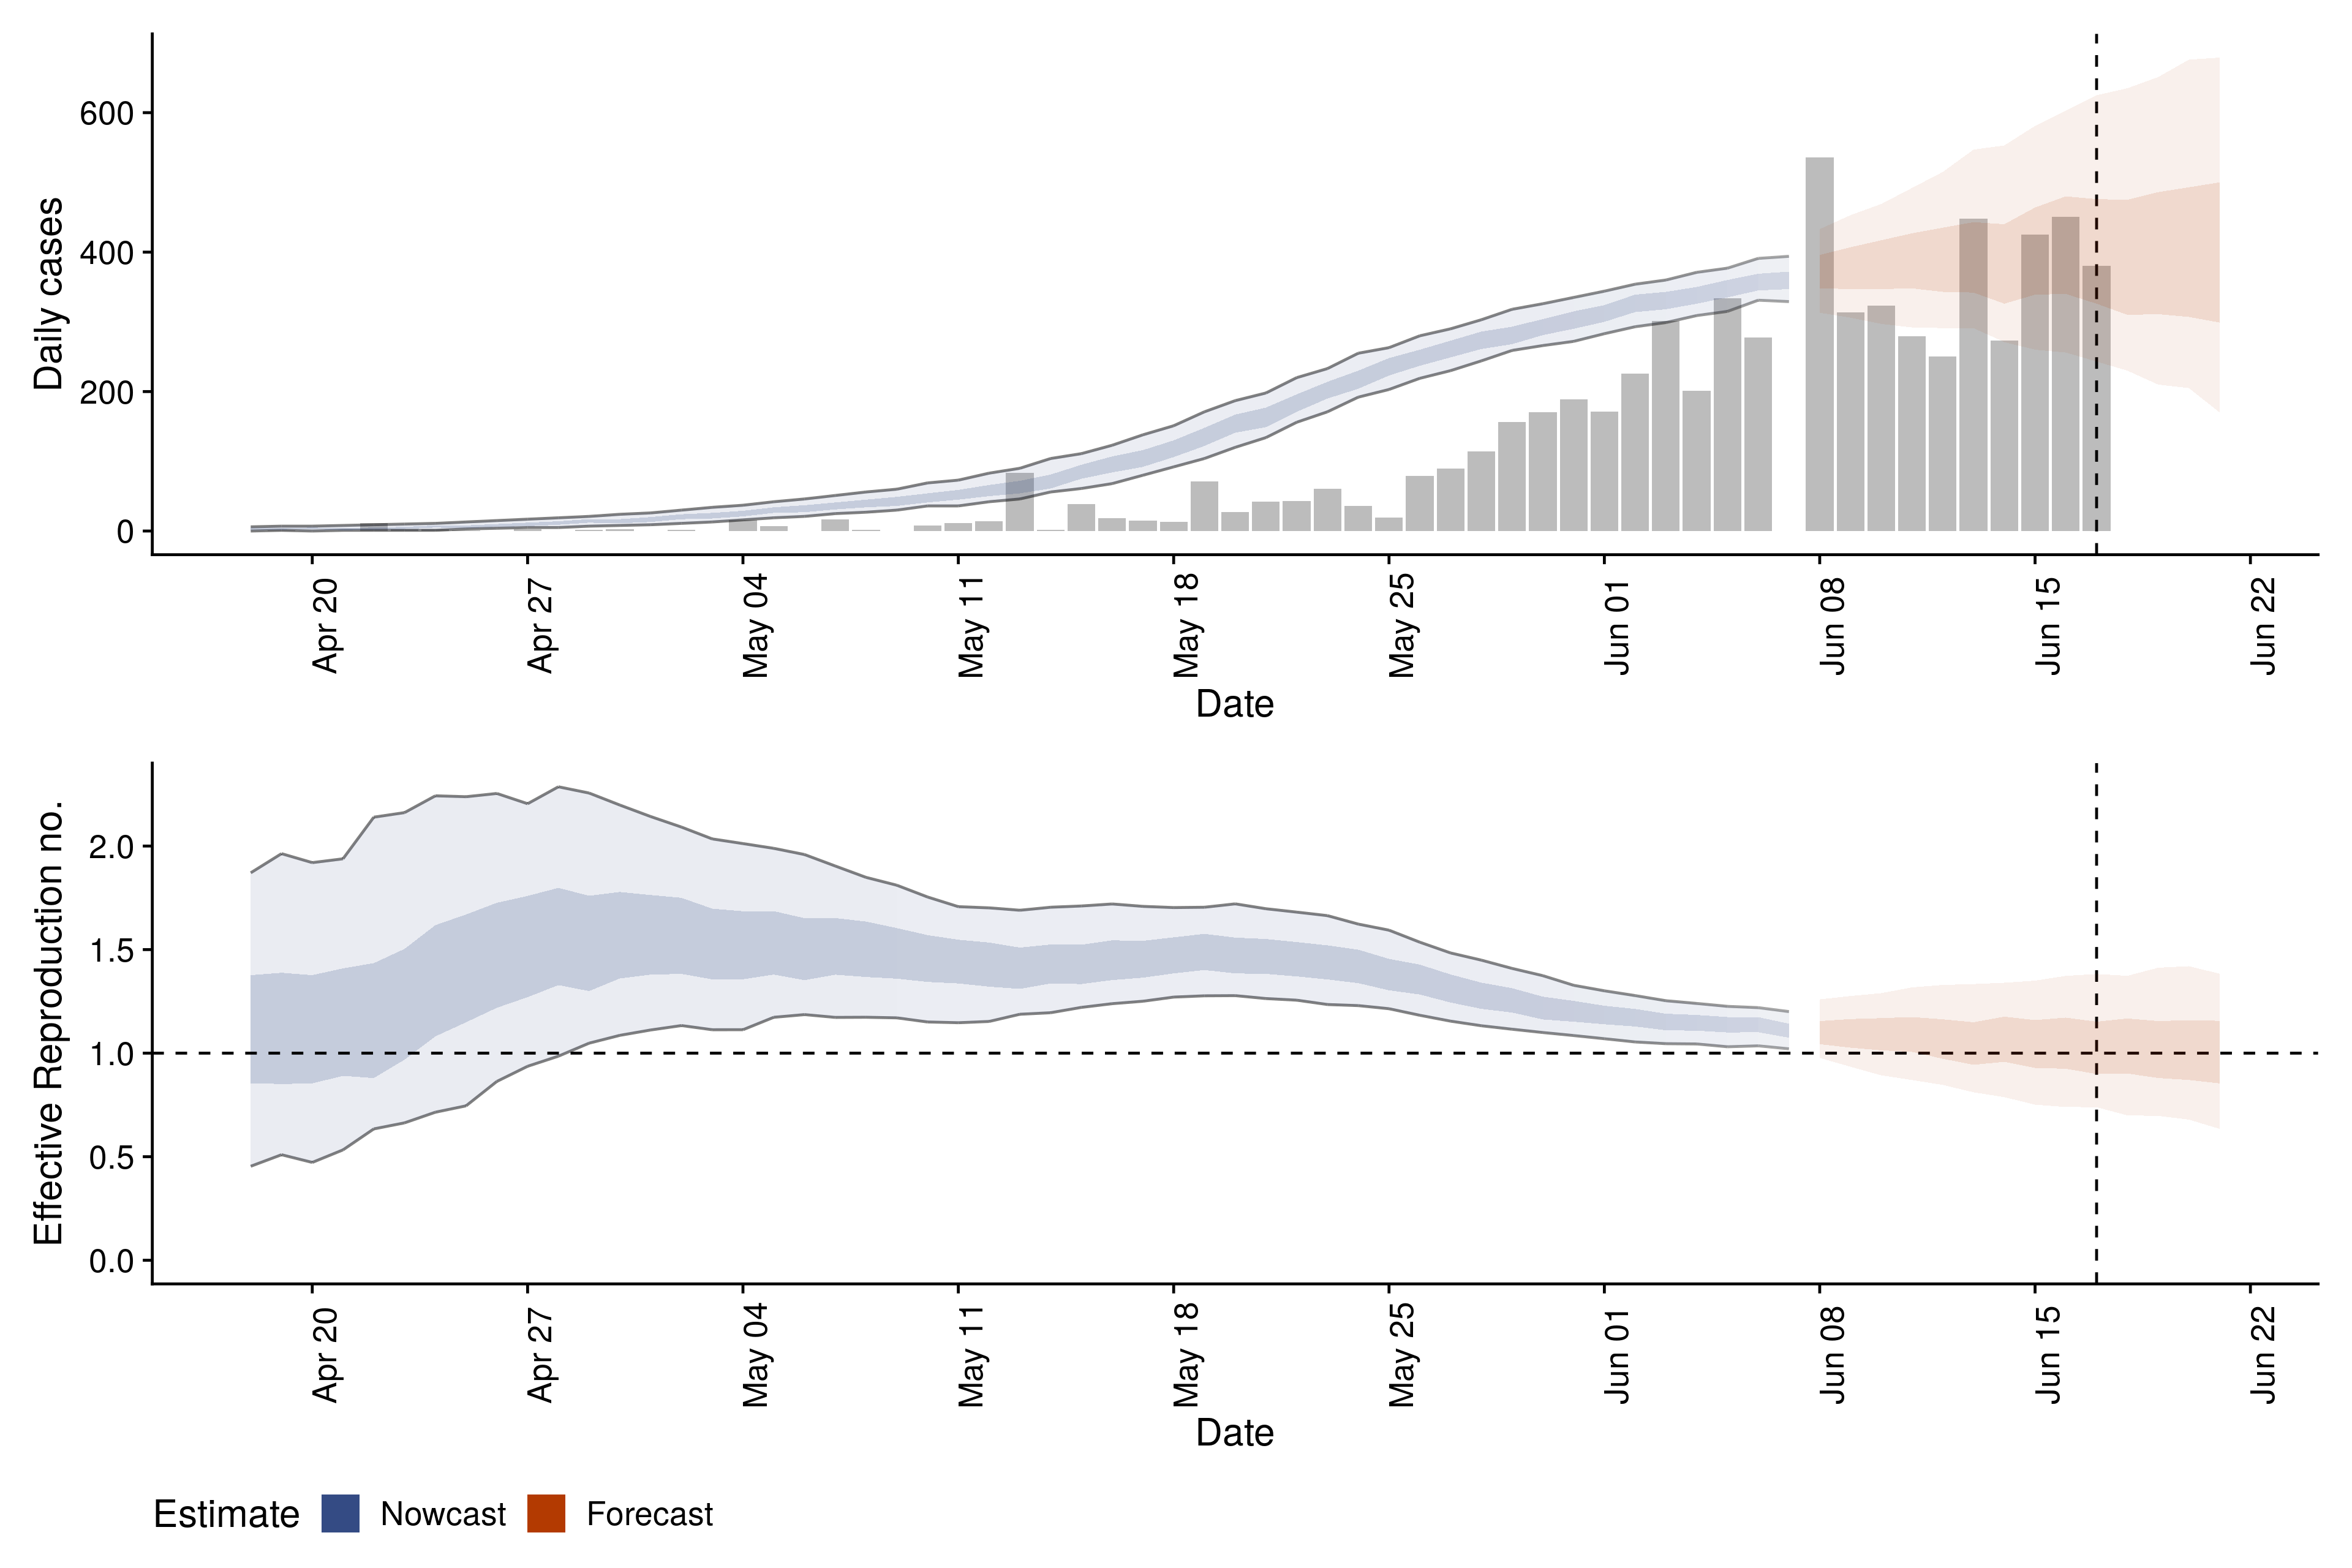 Daily cases
600
400
200
0
Apr 20
Apr 27
May 04
May 11
May 18
May 25
Jun 01
Jun 08
Jun 15
Jun 22
Date
Effective Reproduction no.
2.0
1.5
1.0
0.5
0.0
Apr 20
Apr 27
May 04
May 11
May 18
May 25
Jun 01
Jun 08
Jun 15
Jun 22
Date
Estimate Nowcast Forecast